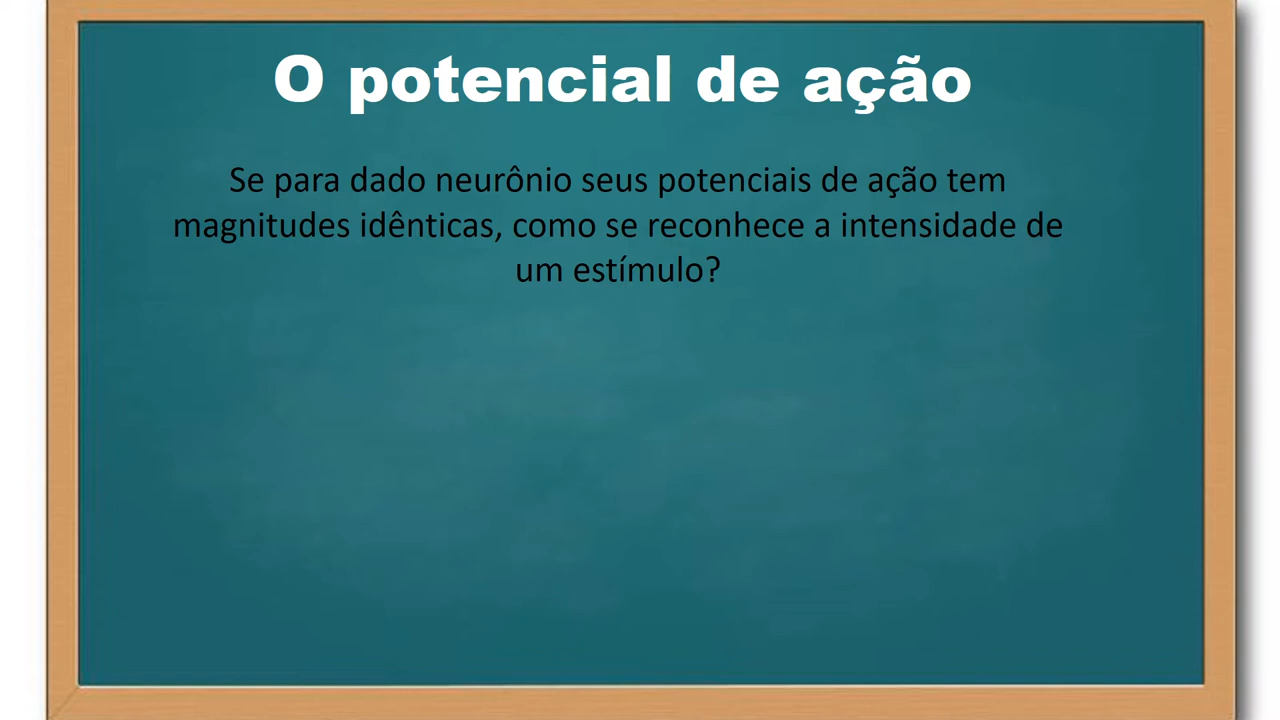 O potencial de ação
Se para dado neurônio seus potenciais de ação tem
magnitudes idênticas, como se reconhece a intensidade de
um estímulo?